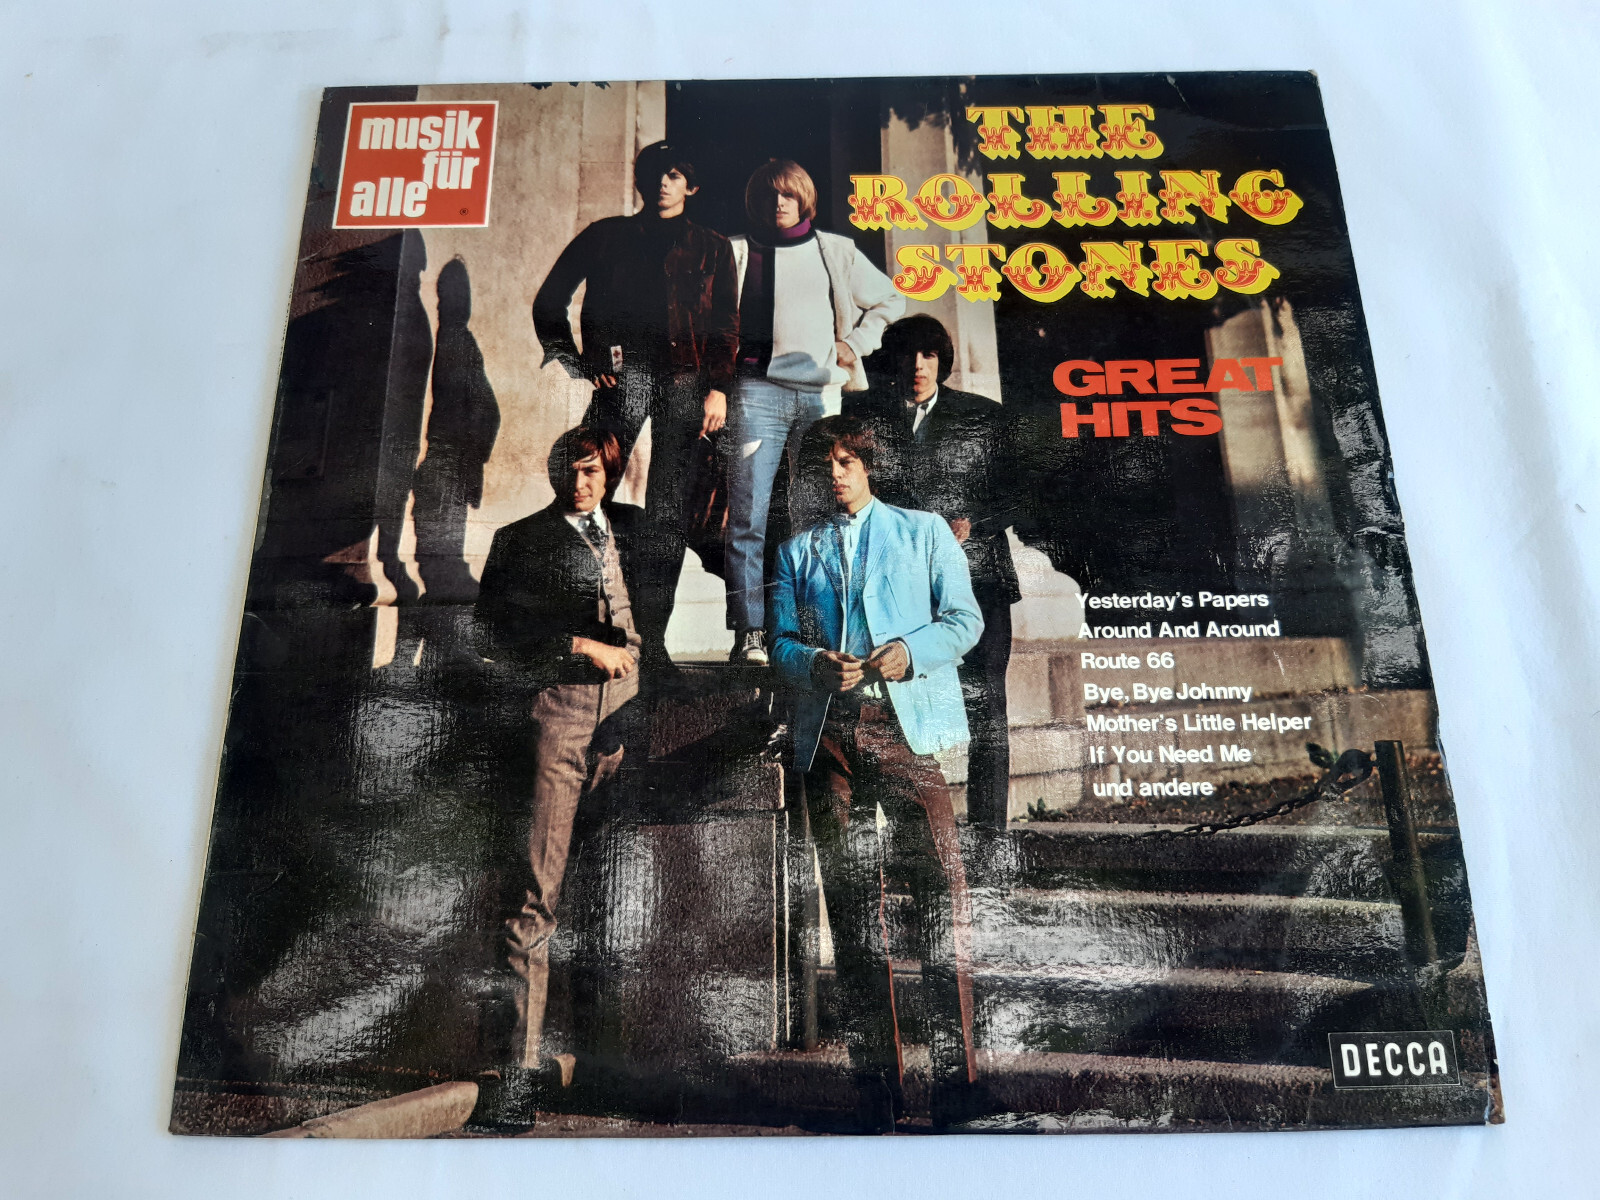 musik
für
alle
®
THE
ROLLING
STONES
GREAT
HITS
Yesterday's Papers
Around And Around
Route 66
Bye, Bye Johnny
Mother's Little Helper
If You Need Me
und andere
DECCA